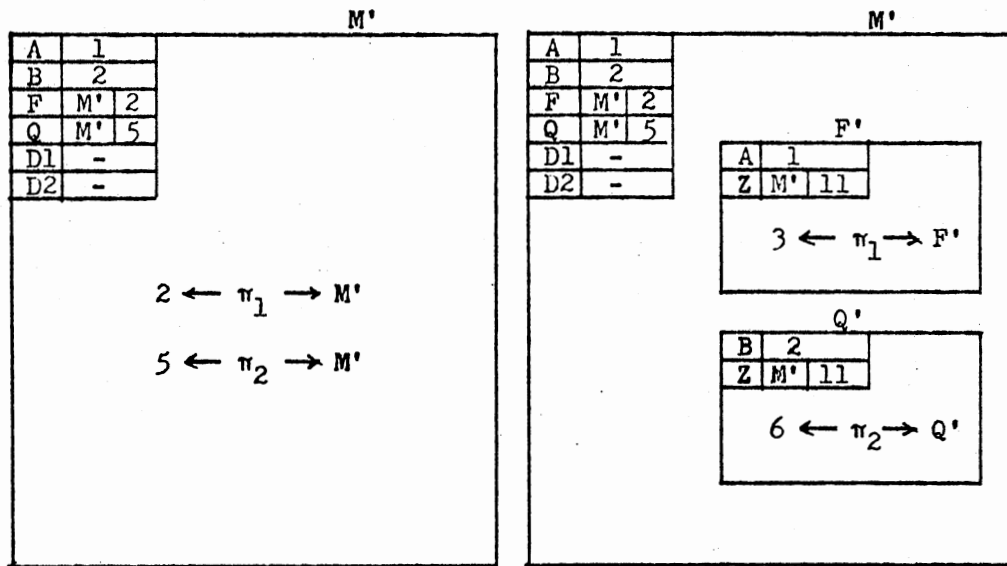 M'
A 1
B 2
F M' 2
Q M' 5
D1 -
D2 -
2 ⟵ π₁ ⟶ M'
5 ⟵ π₂ ⟶ M'
M'
A 1
B 2
F M' 2
Q M' 5
D1 -
D2 -
F'
A 1
Z M' 11
3 ⟵ π₁ ⟶ F'
Q'
B 2
Z M' 11
6 ⟵ π₂ ⟶ Q'